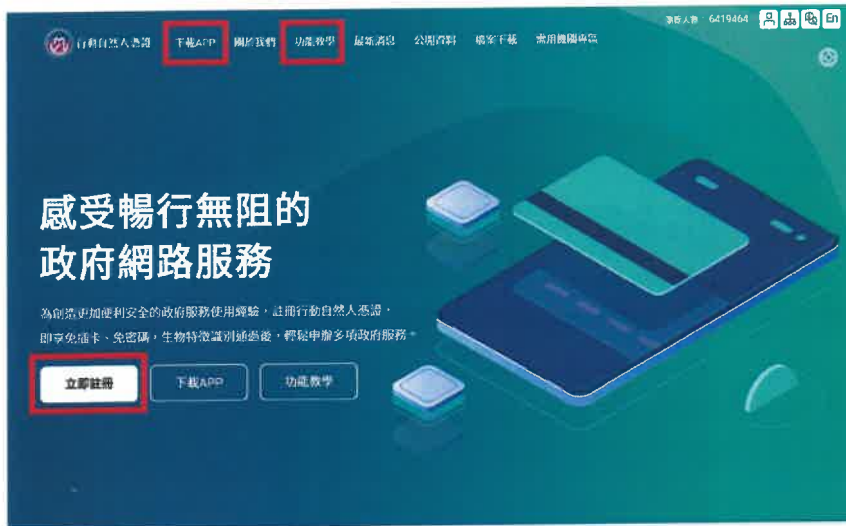 瀏覽人數 6419464 En
行動自然人憑證 下載APP 關於我們 功能教學 最新消息 公開資料 檔案下載 需用機關專區
感受暢行無阻的
政府網路服務
為創造更加便利安全的政府服務使用經驗,註冊行動自然人憑證,
即享免插卡、免密碼,生物特徵識別通過後,輕鬆申辦多項政府服務。
立即註冊 下載APP 功能教學